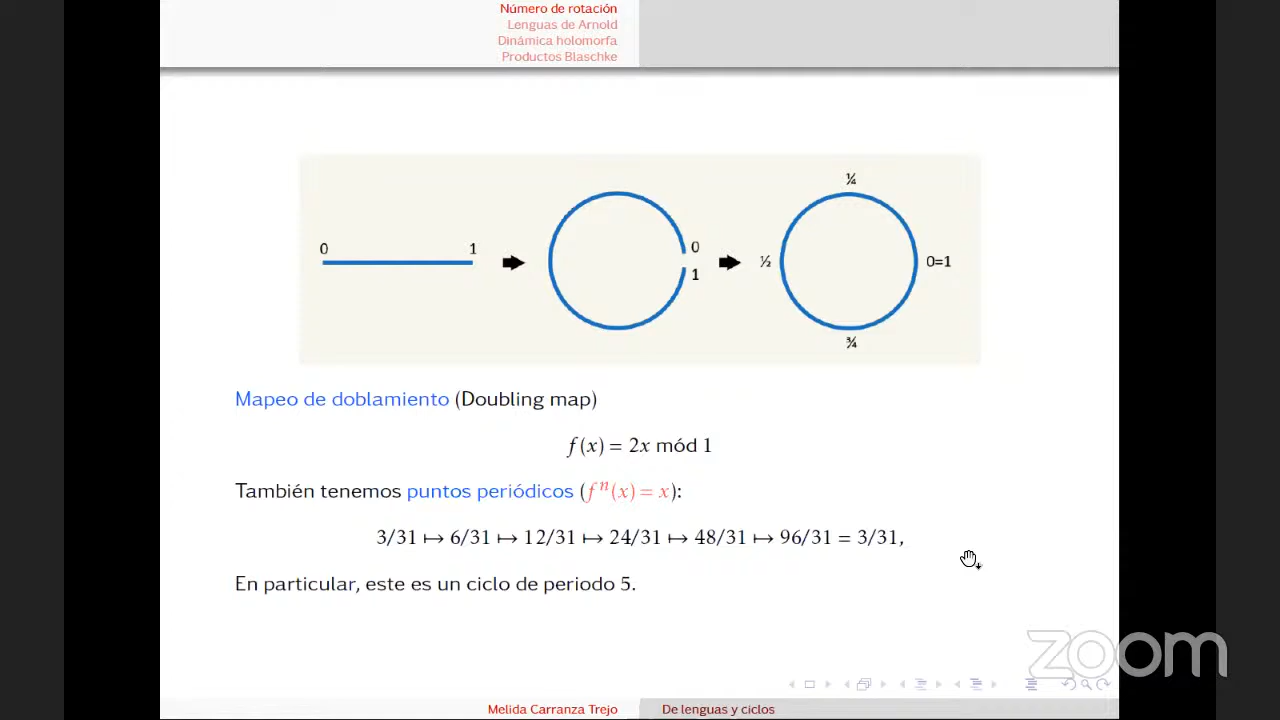 Número de rotación
Lenguas de Arnold
Dinámica holomorfa
Productos Blaschke
0 1
0
1
¼
½
0=1
¾
Mapeo de doblamiento (Doubling map)
f(x) = 2x mód 1
También tenemos puntos periódicos (fⁿ(x) = x):
3/31 ↦ 6/31 ↦ 12/31 ↦ 24/31 ↦ 48/31 ↦ 96/31 = 3/31,
En particular, este es un ciclo de periodo 5.
zoom
Melida Carranza Trejo De lenguas y ciclos